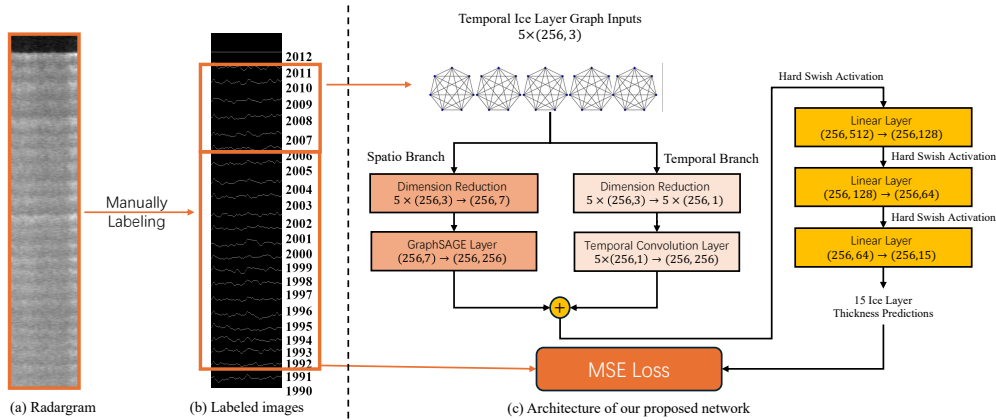 Temporal Ice Layer Graph Inputs
5×(256, 3)
2012
2011
2010
2009
2008
2007
2006
2005
2004
2003
2002
2001
2000
1999
1998
1997
1996
1995
1994
1993
1992
1991
1990
Manually
Labeling
(a) Radargram
(b) Labeled images
Spatio Branch
Temporal Branch
Dimension Reduction
5 × (256,3) → (256,7)
Dimension Reduction
5 × (256,3) → 5 × (256,1)
GraphSAGE Layer
(256,7) → (256,256)
Temporal Convolution Layer
5×(256,1) → (256,256)
+
Hard Swish Activation
Linear Layer
(256,512) → (256,128)
Hard Swish Activation
Linear Layer
(256, 128) → (256,64)
Hard Swish Activation
Linear Layer
(256,64) → (256,15)
15 Ice Layer
Thickness Predictions
MSE Loss
(c) Architecture of our proposed network